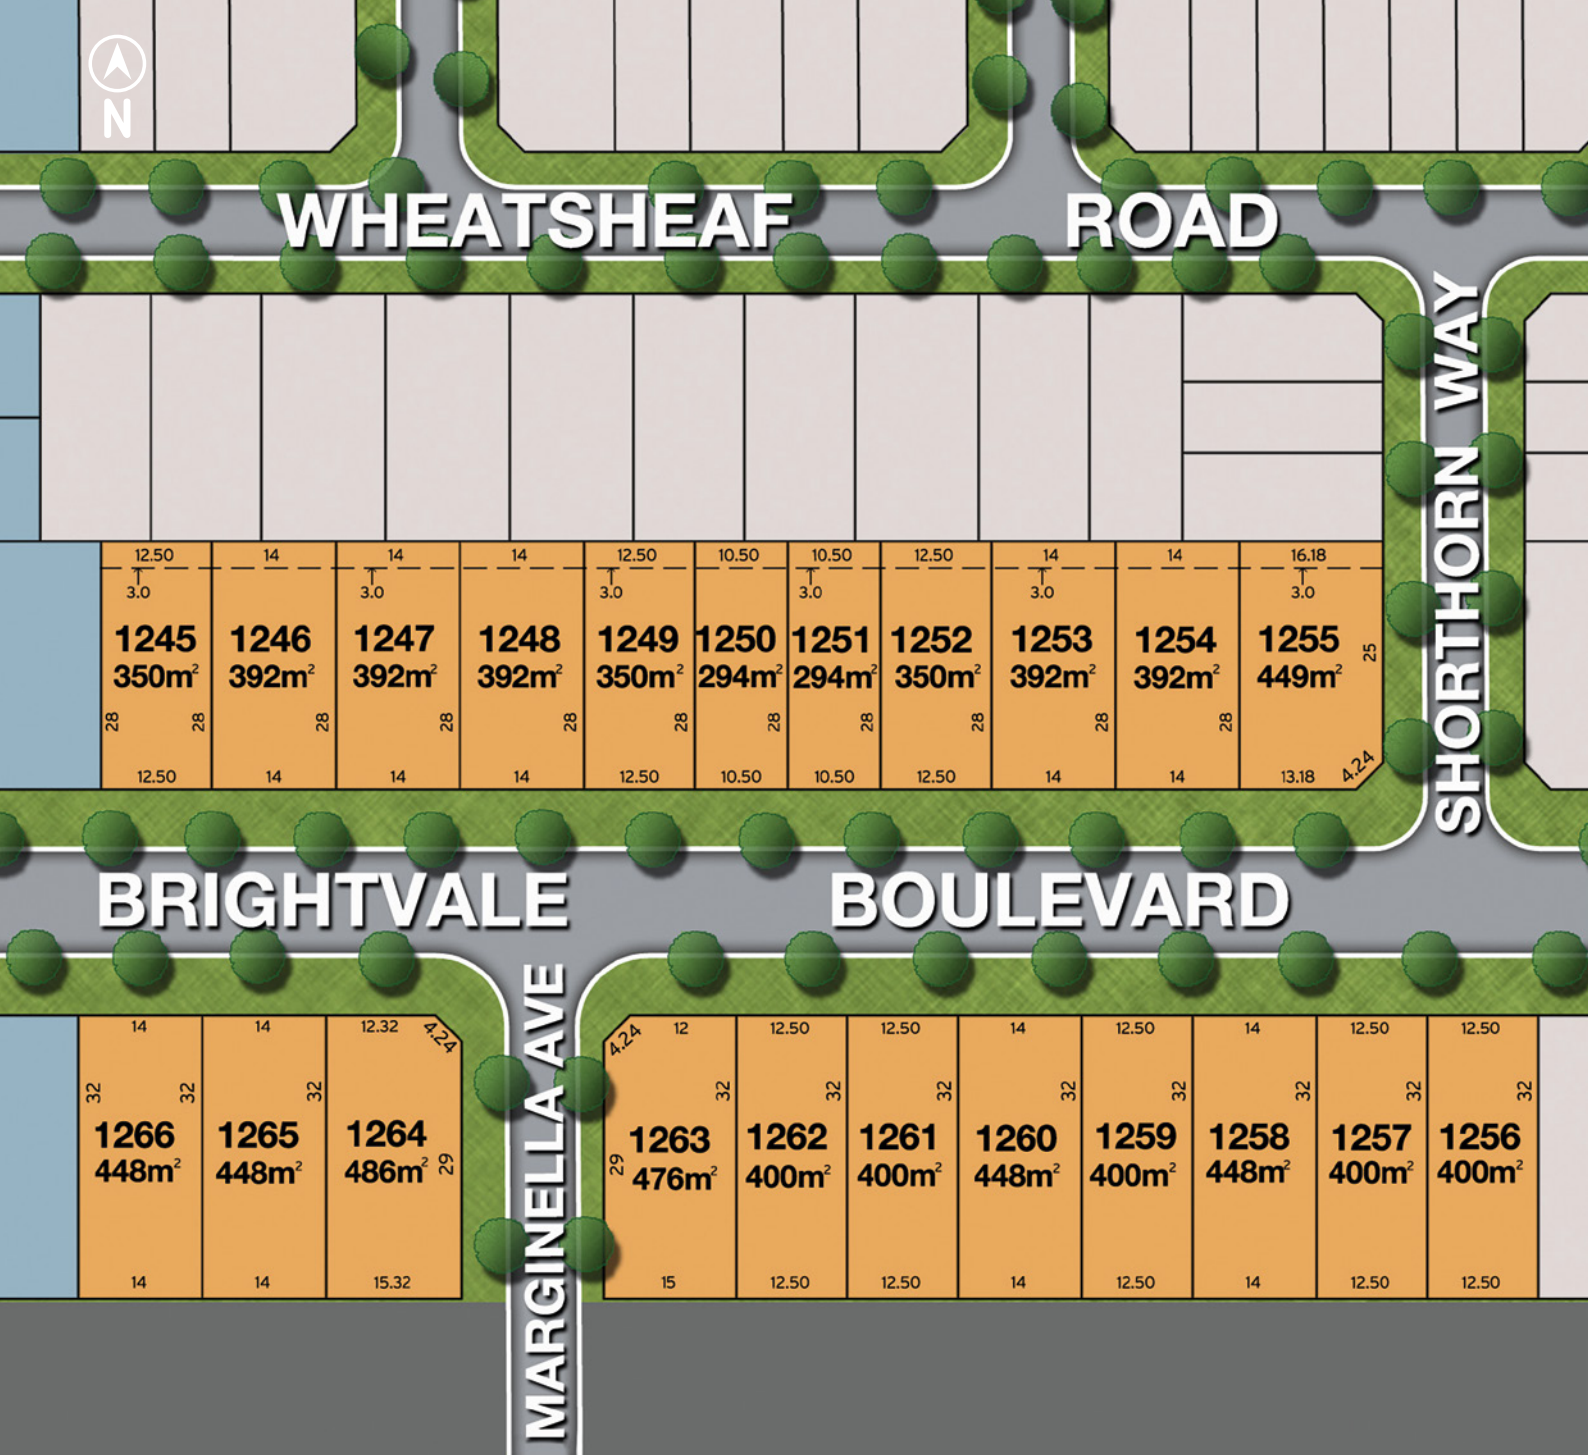 N
WHEATSHEAF ROAD
SHORTHORN WAY
12.50 14 14 14 12.50 10.50 10.50 12.50 14 14 16.18
3.0 3.0 3.0 3.0 3.0 3.0
1245 1246 1247 1248 1249 1250 1251 1252 1253 1254 1255
350m² 392m² 392m² 392m² 350m² 294m² 294m² 350m² 392m² 392m² 449m²
25
28 28 28 28 28 28 28 28 28 28 28
12.50 14 14 14 12.50 10.50 10.50 12.50 14 14 13.18 4.24
BRIGHTVALE BOULEVARD
MARGINELLA AVE
14 14 12.32 4.24 4.24 12 12.50 12.50 14 12.50 14 12.50 12.50
32 32 32 32 32 32 32 32 32 32 32
1266 1265 1264 1263 1262 1261 1260 1259 1258 1257 1256
448m² 448m² 486m² 476m² 400m² 400m² 448m² 400m² 448m² 400m² 400m²
29 29
14 14 15.32 15 12.50 12.50 14 12.50 14 12.50 12.50